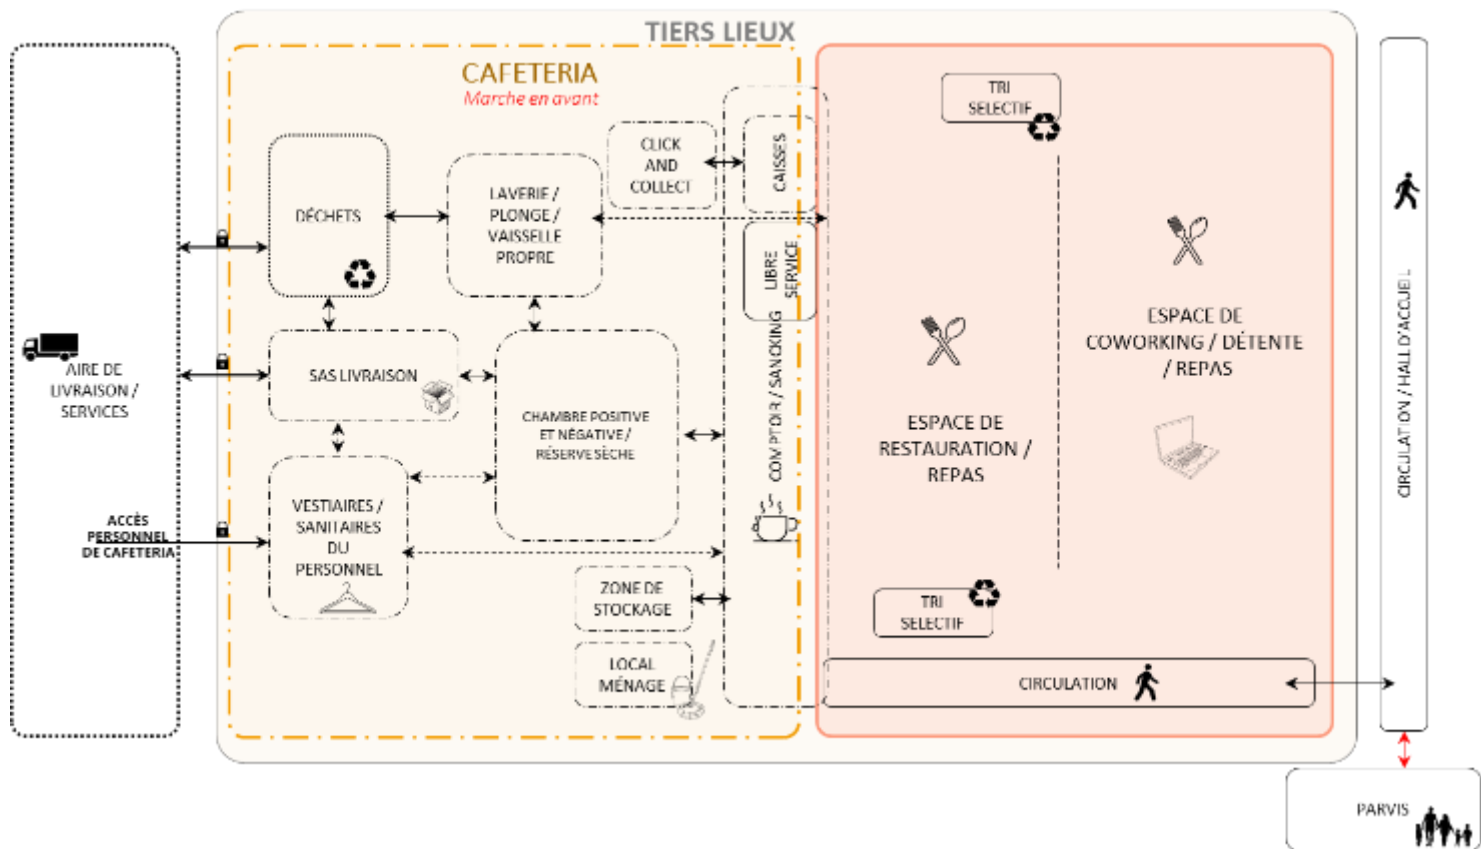 TIERS LIEUX
CAFETERIA
Marche en avant
TRI
SELECTIF
CLICK
AND
COLLECT
CAISSES
DÉCHETS
LAVERIE /
PLONGE /
VAISSELLE
PROPRE
LIBRE
SERVICE
AIRE DE
LIVRAISON /
SERVICES
SAS LIVRAISON
CHAMBRE POSITIVE
ET NÉGATIVE /
RÉSERVE SÈCHE
COMPTOIR / SANCKING
ESPACE DE
RESTAURATION /
REPAS
ESPACE DE
COWORKING / DÉTENTE
/ REPAS
CIRCULATION / HALL D'ACCUEIL
ACCÈS
PERSONNEL
DE CAFETERIA
VESTIAIRES /
SANITAIRES
DU
PERSONNEL
ZONE DE
STOCKAGE
TRI
SELECTIF
LOCAL
MÉNAGE
CIRCULATION
PARVIS